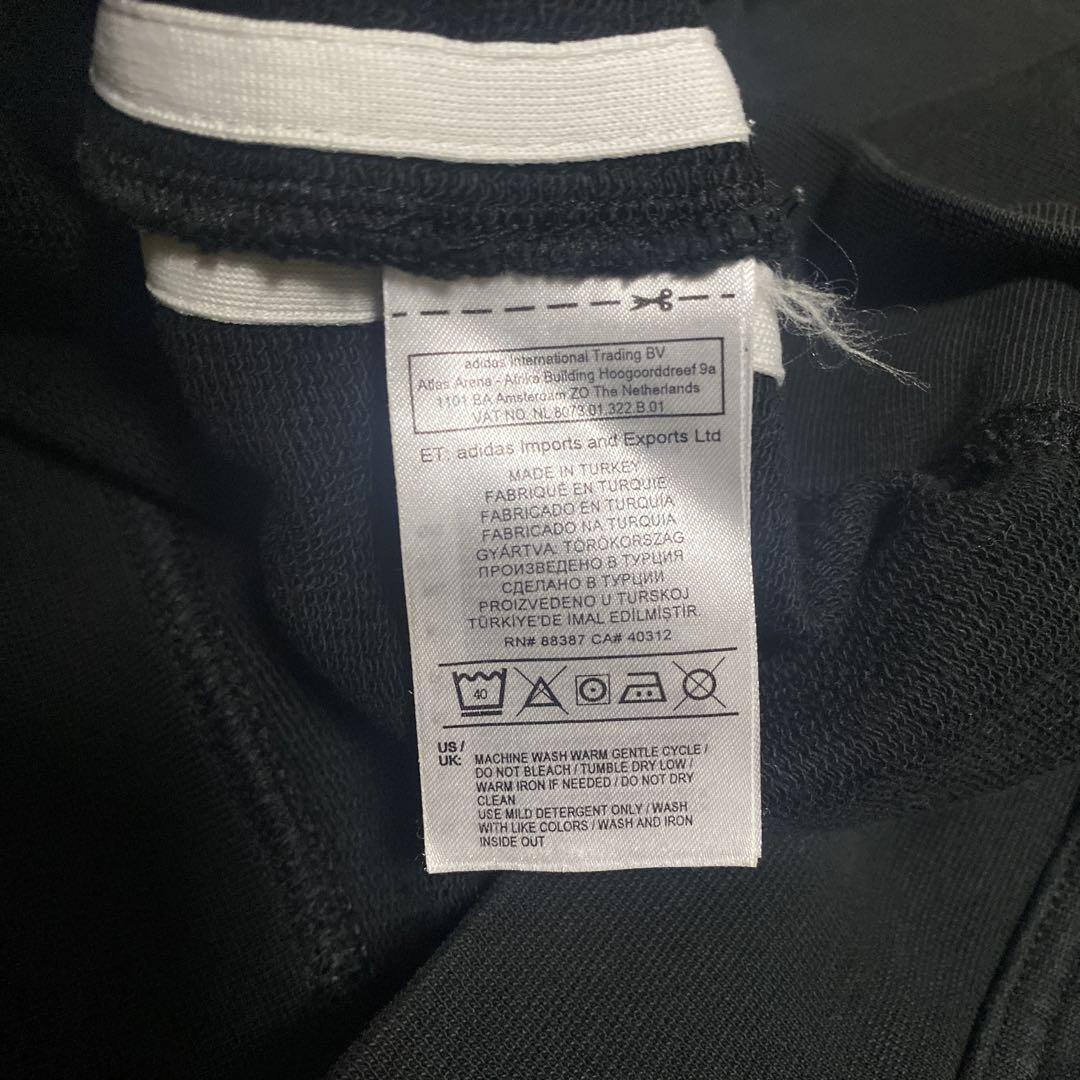 adidas International Trading BV
Atlas Arena - Afrika Building Hoogoorddreef 9a
1101 BA Amsterdam ZO The Netherlands
VAT NO. NL 8073.01.322.B.01
ET: adidas Imports and Exports Ltd
MADE IN TURKEY
FABRIQUÉ EN TURQUIE
FABRICADO EN TURQUIA
FABRICADO NA TURQUIA
GYÁRTVA: TÖRÖKORSZÁG
ПРОИЗВЕДЕНО В ТУРЦИЯ
СДЕЛАНО В ТУРЦИИ
PROIZVEDENO U TURSKOJ
TÜRKİYE'DE İMAL EDİLMİŞTİR.
RN# 88387 CA# 40312
40
US /
UK:
MACHINE WASH WARM GENTLE CYCLE /
DO NOT BLEACH / TUMBLE DRY LOW /
WARM IRON IF NEEDED / DO NOT DRY
CLEAN
USE MILD DETERGENT ONLY / WASH
WITH LIKE COLORS / WASH AND IRON
INSIDE OUT